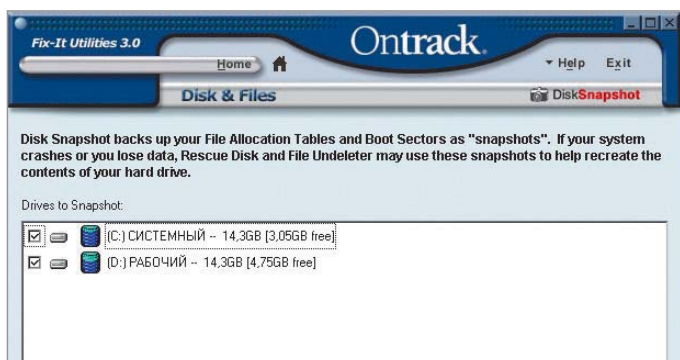 Fix-It Utilities 3.0
Ontrack.
Home
Help Exit
Disk & Files
DiskSnapshot
Disk Snapshot backs up your File Allocation Tables and Boot Sectors as "snapshots". If your system
crashes or you lose data, Rescue Disk and File Undeleter may use these snapshots to help recreate the
contents of your hard drive.
Drives to Snapshot:
(C:) СИСТЕМНЫЙ -- 14,3GB [3,05GB free]
(D:) РАБОЧИЙ -- 14,3GB [4,75GB free]